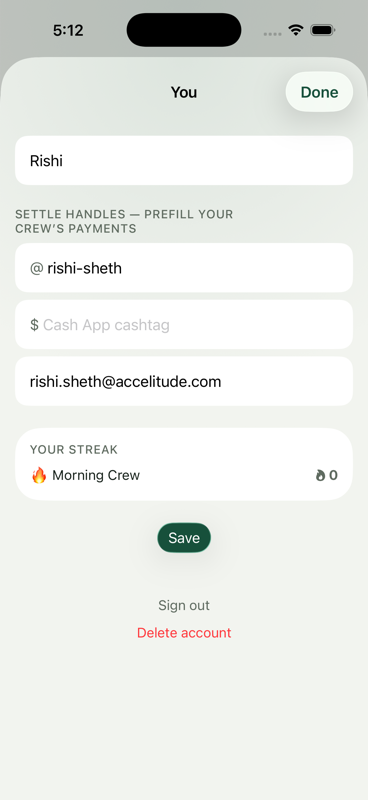 5:12
You
Done
Rishi
SETTLE HANDLES — PREFILL YOUR
CREW'S PAYMENTS
@ rishi-sheth
$ Cash App cashtag
rishi.sheth@accelitude.com
YOUR STREAK
🔥 Morning Crew
0
Save
Sign out
Delete account